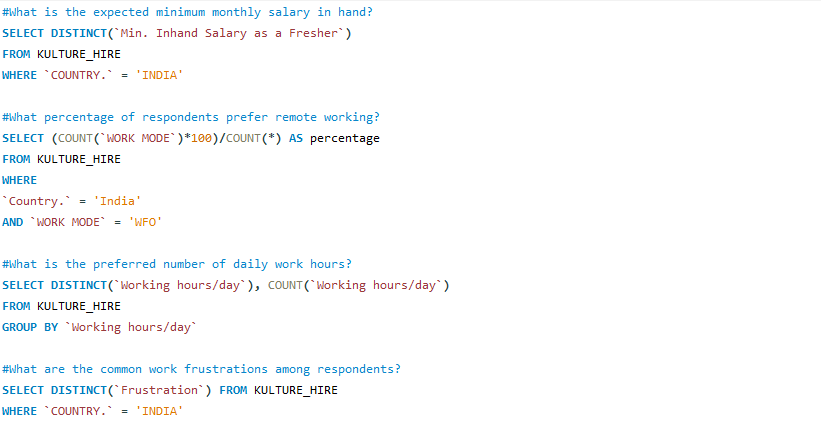 #What is the expected minimum monthly salary in hand?
SELECT DISTINCT(`Min. Inhand Salary as a Fresher`)
FROM KULTURE_HIRE
WHERE `COUNTRY.` = 'INDIA'
#What percentage of respondents prefer remote working?
SELECT (COUNT(`WORK MODE`)*100)/COUNT(*) AS percentage
FROM KULTURE_HIRE
WHERE
`Country.` = 'India'
AND `WORK MODE` = 'WFO'
#What is the preferred number of daily work hours?
SELECT DISTINCT(`Working hours/day`), COUNT(`Working hours/day`)
FROM KULTURE_HIRE
GROUP BY `Working hours/day`
#What are the common work frustrations among respondents?
SELECT DISTINCT(`Frustration`) FROM KULTURE_HIRE
WHERE `COUNTRY.` = 'INDIA'